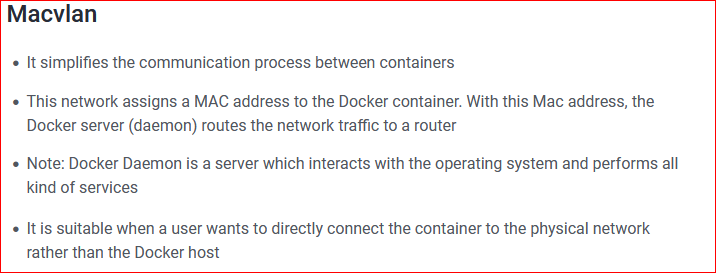 Macvlan
• It simplifies the communication process between containers
• This network assigns a MAC address to the Docker container. With this Mac address, the
Docker server (daemon) routes the network traffic to a router
• Note: Docker Daemon is a server which interacts with the operating system and performs all
kind of services
• It is suitable when a user wants to directly connect the container to the physical network
rather than the Docker host